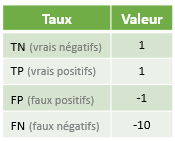 Taux Valeur
TN (vrais négatifs) 1
TP (vrais positifs) 1
FP (faux positifs) -1
FN (faux négatifs) -10